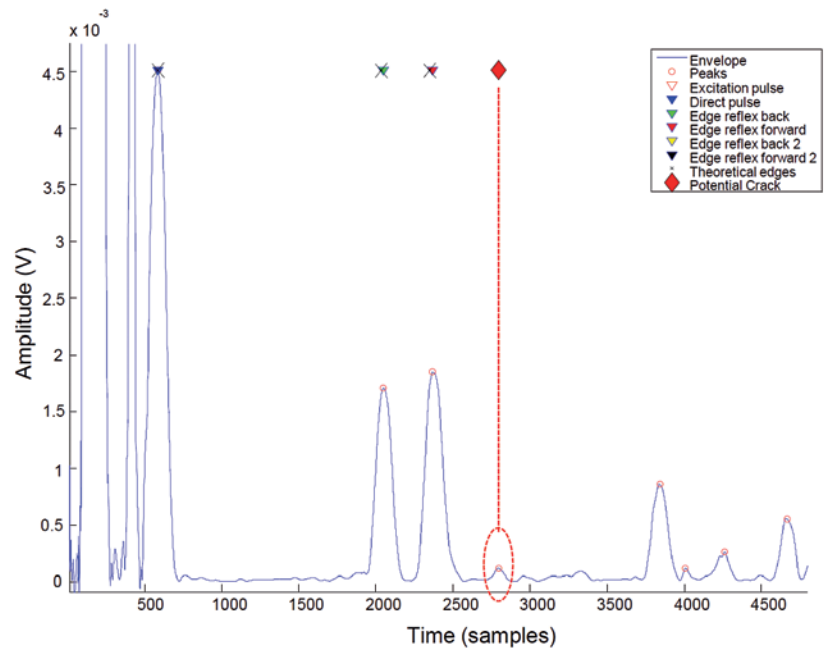 x 10⁻³
4.5
4
3.5
3
2.5
2
1.5
1
0.5
0
500
1000
1500
2000
2500
3000
3500
4000
4500
Amplitude (V)
Time (samples)
Envelope
Peaks
Excitation pulse
Direct pulse
Edge reflex back
Edge reflex forward
Edge reflex back 2
Edge reflex forward 2
Theoretical edges
Potential Crack